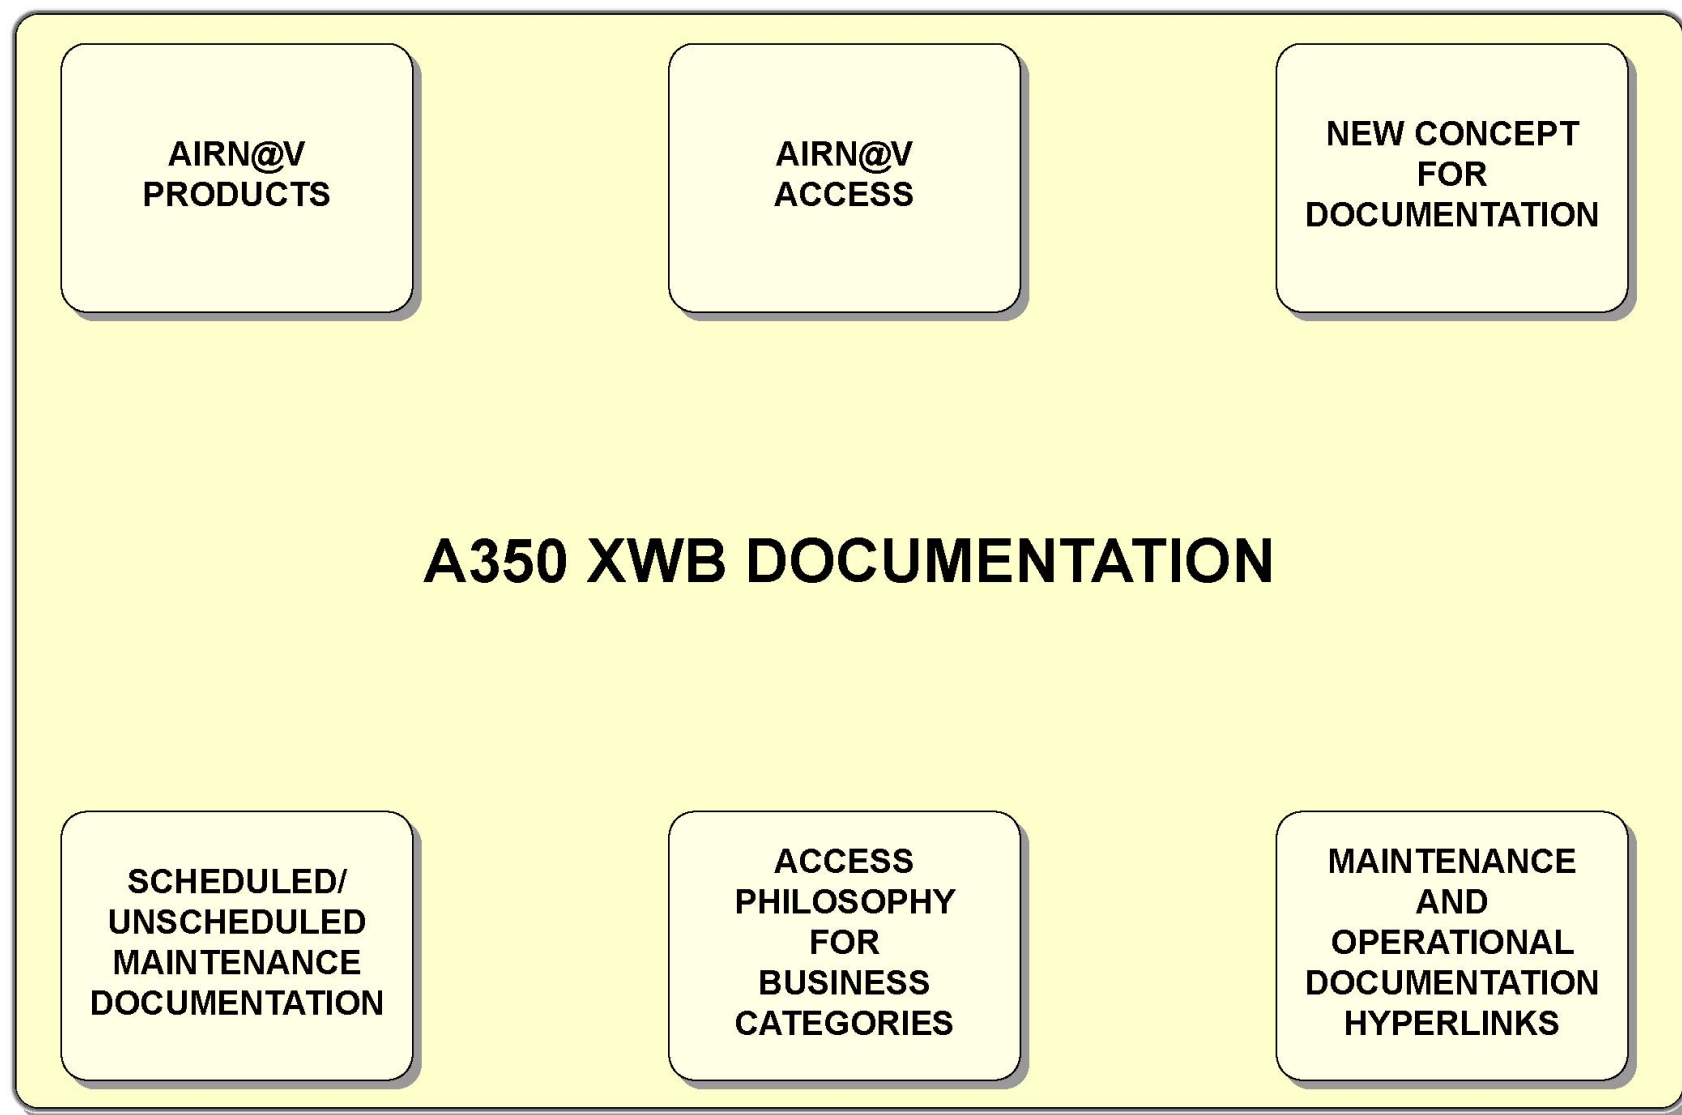 AIRN@V
PRODUCTS
AIRN@V
ACCESS
NEW CONCEPT
FOR
DOCUMENTATION
A350 XWB DOCUMENTATION
SCHEDULED/
UNSCHEDULED
MAINTENANCE
DOCUMENTATION
ACCESS
PHILOSOPHY
FOR
BUSINESS
CATEGORIES
MAINTENANCE
AND
OPERATIONAL
DOCUMENTATION
HYPERLINKS